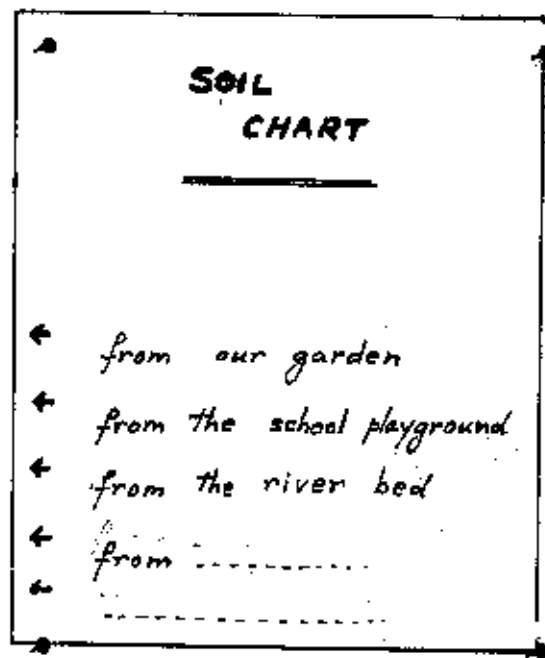 SOIL
CHART
from our garden
from the school playground
from the river bed
from